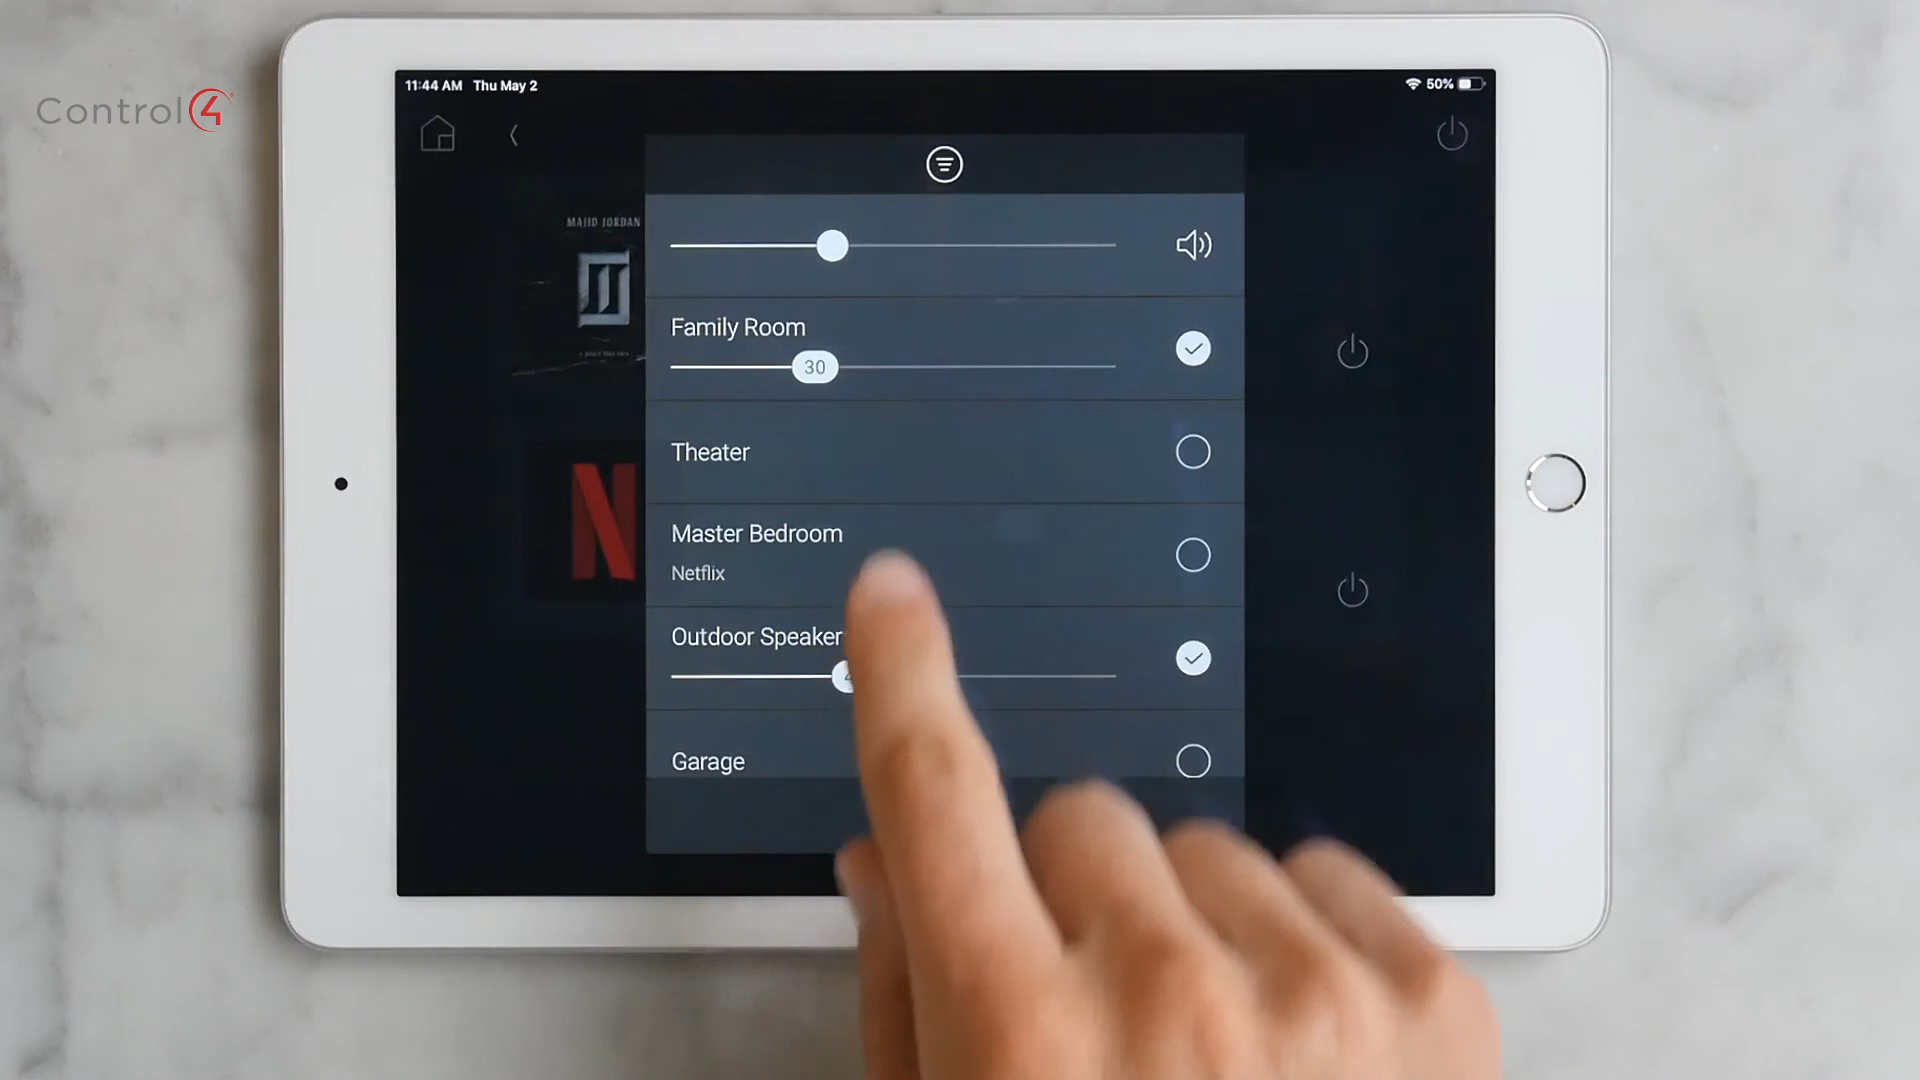 Control4
11:44 AM Thu May 2
50%
MAJID JORDAN
Family Room
30
Theater
Master Bedroom
Netflix
Outdoor Speaker
Garage
N